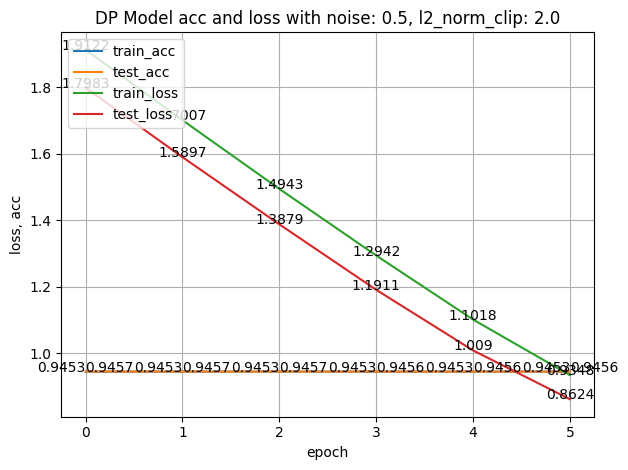 DP Model acc and loss with noise: 0.5, l2_norm_clip: 2.0
train_acc
test_acc
train_loss
test_loss
1.9122
1.7983
1.7007
1.5897
1.4943
1.3879
1.2942
1.1911
1.1018
1.009
0.9348
0.8624
0.9453 0.9457 0.9453 0.9457 0.9453 0.9457 0.9453 0.9456 0.9453 0.9456 0.9453 0.9456
1.8
1.6
1.4
1.2
1.0
loss, acc
0 1 2 3 4 5
epoch